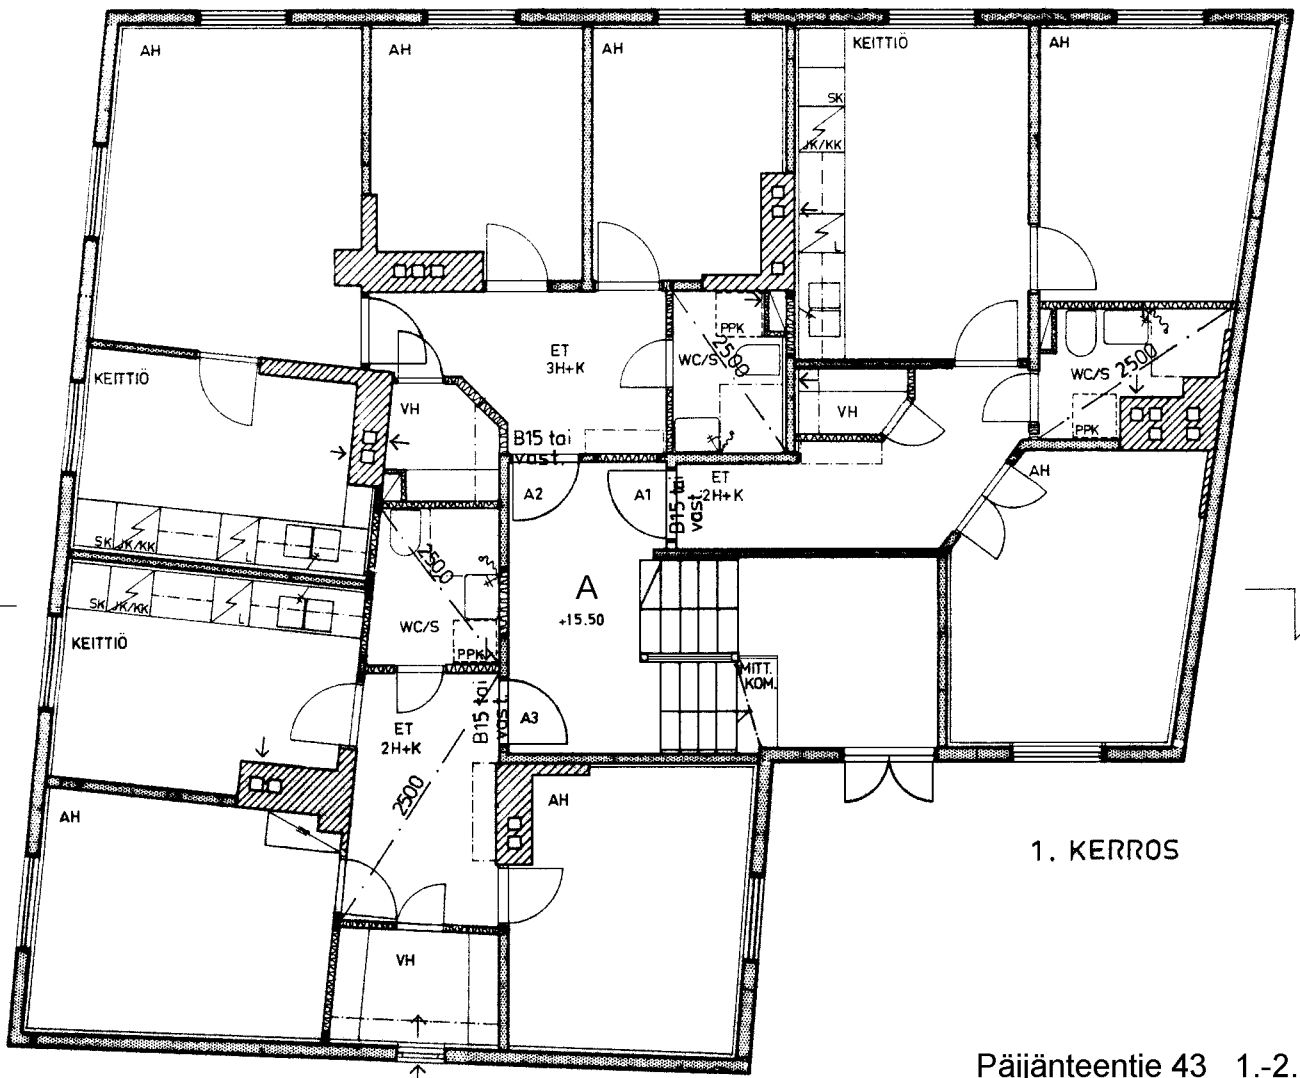 AH
AH
AH
KEITTIÖ
AH
SK
JK/KK
L
PPK
2500
WC/S
ET
3H+K
KEITTIÖ
VH
B15 tai
vast.
VH
WC/S
2500
PPK
A2
A1
ET
2H+K
B15 tai
vast.
AH
SK JK/KK
L
2500
WC/S
PPK
A
+15.50
SK JK/KK
L
KEITTIÖ
MITT.
KOM.
ET
2H+K
B15 tai
vast.
A3
2500
AH
AH
VH
1. KERROS
Päijänteentie 43 1.-2.